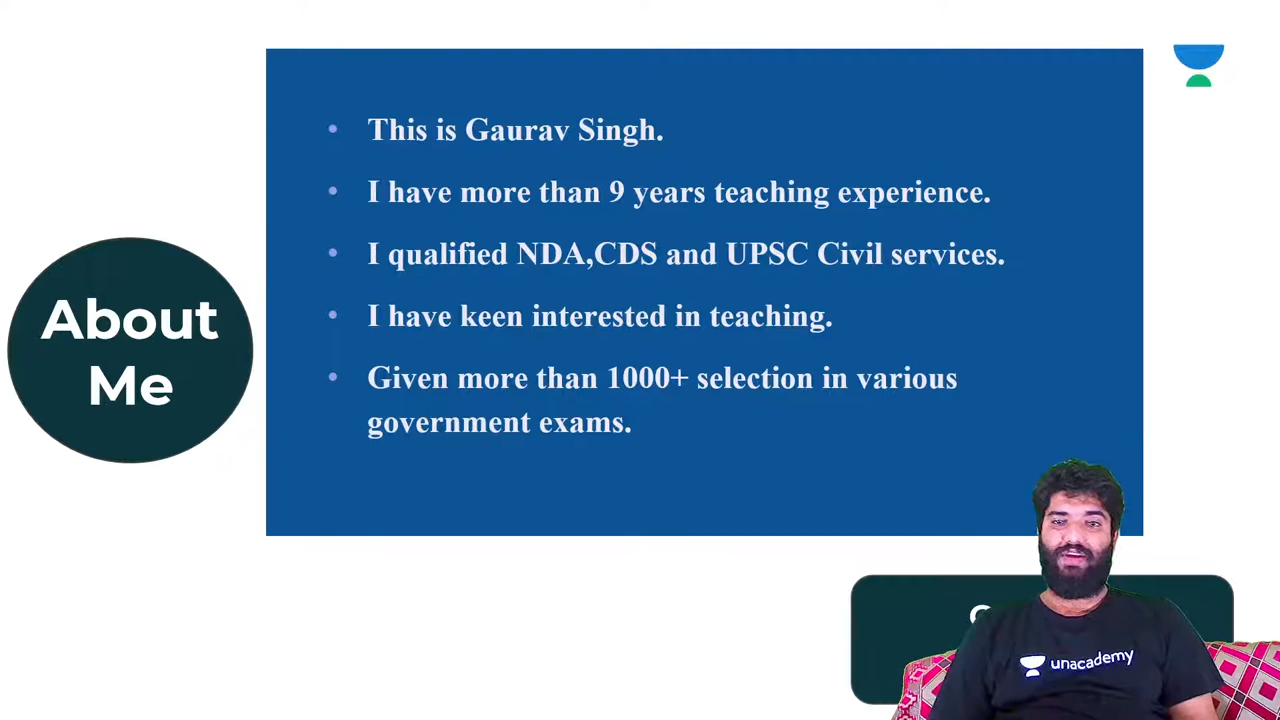 This is Gaurav Singh.
I have more than 9 years teaching experience.
I qualified NDA,CDS and UPSC Civil services.
I have keen interested in teaching.
Given more than 1000+ selection in various
government exams.
About
Me
unacademy